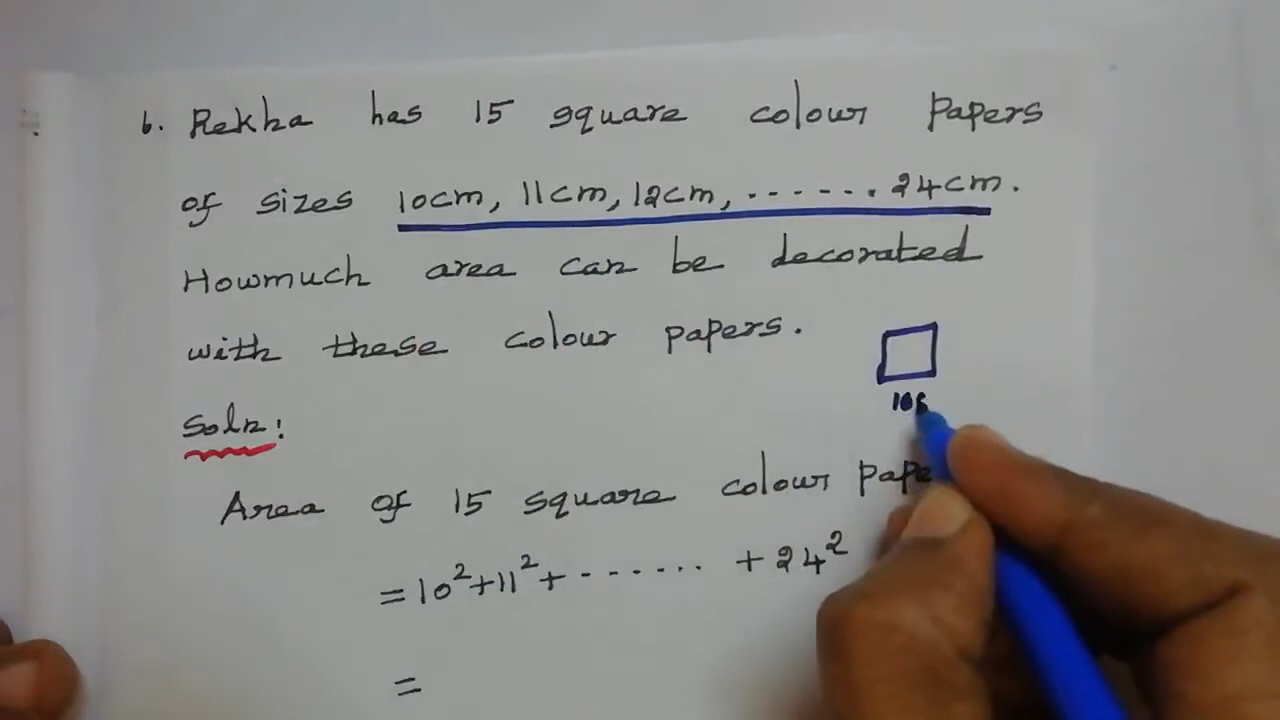 6. Rekha has 15 square colour papers
of sizes 10cm, 11cm, 12cm, ....... 24cm.
Howmuch area can be decorated
with these colour papers.
Soln:
10
Area of 15 square colour
= 10² + 11² + ....... + 24²
=